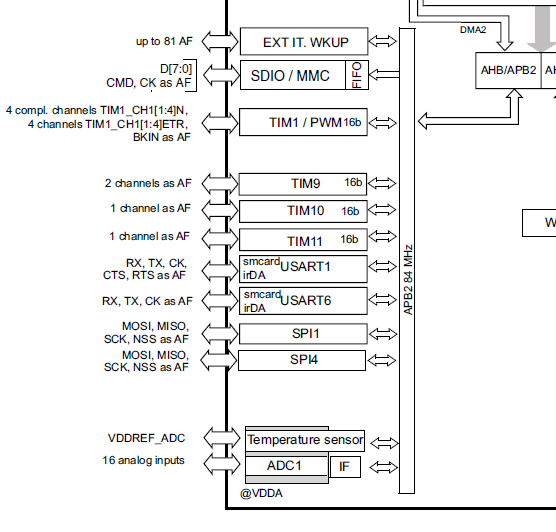 DMA2
up to 81 AF
EXT IT. WKUP
D[7:0]
CMD, CK as AF
SDIO / MMC
FIFO
AHB/APB2
AH
4 compl. channels TIM1_CH1[1:4]N,
4 channels TIM1_CH1[1:4]ETR,
BKIN as AF
TIM1 / PWM 16b
2 channels as AF
TIM9 16b
1 channel as AF
TIM10 16b
1 channel as AF
TIM11 16b
W
RX, TX, CK,
CTS, RTS as AF
smcard
irDA
USART1
APB2 84 MHz
RX, TX, CK as AF
smcard
irDA
USART6
MOSI, MISO,
SCK, NSS as AF
SPI1
MOSI, MISO,
SCK, NSS as AF
SPI4
VDDREF_ADC
Temperature sensor
16 analog inputs
ADC1
IF
@VDDA